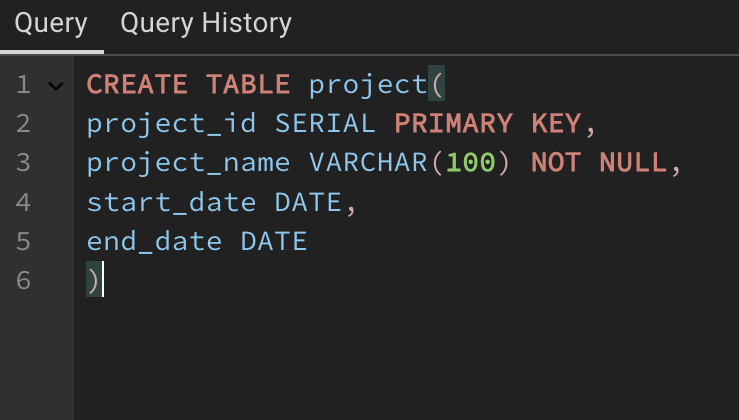 Query Query History
1 CREATE TABLE project(
2 project_id SERIAL PRIMARY KEY,
3 project_name VARCHAR(100) NOT NULL,
4 start_date DATE,
5 end_date DATE
6 )